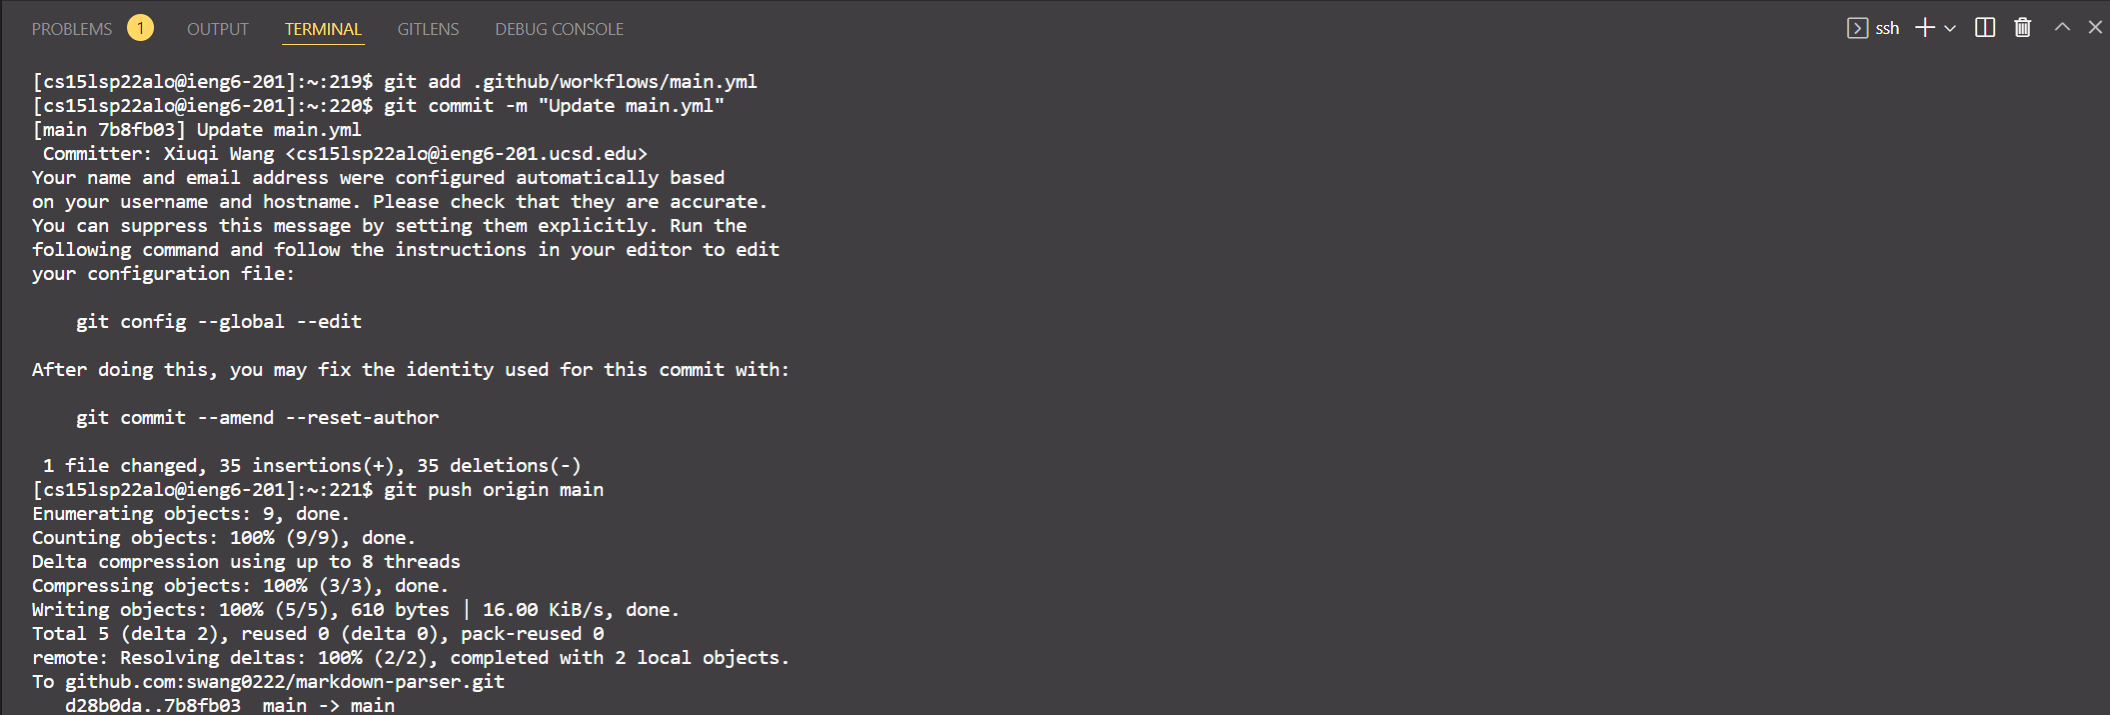 PROBLEMS 1 OUTPUT TERMINAL GITLENS DEBUG CONSOLE ssh
[cs15lsp22alo@ieng6-201]:~:219$ git add .github/workflows/main.yml
[cs15lsp22alo@ieng6-201]:~:220$ git commit -m "Update main.yml"
[main 7b8fb03] Update main.yml
 Committer: Xiuqi Wang <cs15lsp22alo@ieng6-201.ucsd.edu>
Your name and email address were configured automatically based
on your username and hostname. Please check that they are accurate.
You can suppress this message by setting them explicitly. Run the
following command and follow the instructions in your editor to edit
your configuration file:
    git config --global --edit
After doing this, you may fix the identity used for this commit with:
    git commit --amend --reset-author
 1 file changed, 35 insertions(+), 35 deletions(-)
[cs15lsp22alo@ieng6-201]:~:221$ git push origin main
Enumerating objects: 9, done.
Counting objects: 100% (9/9), done.
Delta compression using up to 8 threads
Compressing objects: 100% (3/3), done.
Writing objects: 100% (5/5), 610 bytes | 16.00 KiB/s, done.
Total 5 (delta 2), reused 0 (delta 0), pack-reused 0
remote: Resolving deltas: 100% (2/2), completed with 2 local objects.
To github.com:swang0222/markdown-parser.git
   d28b0da..7b8fb03  main -> main